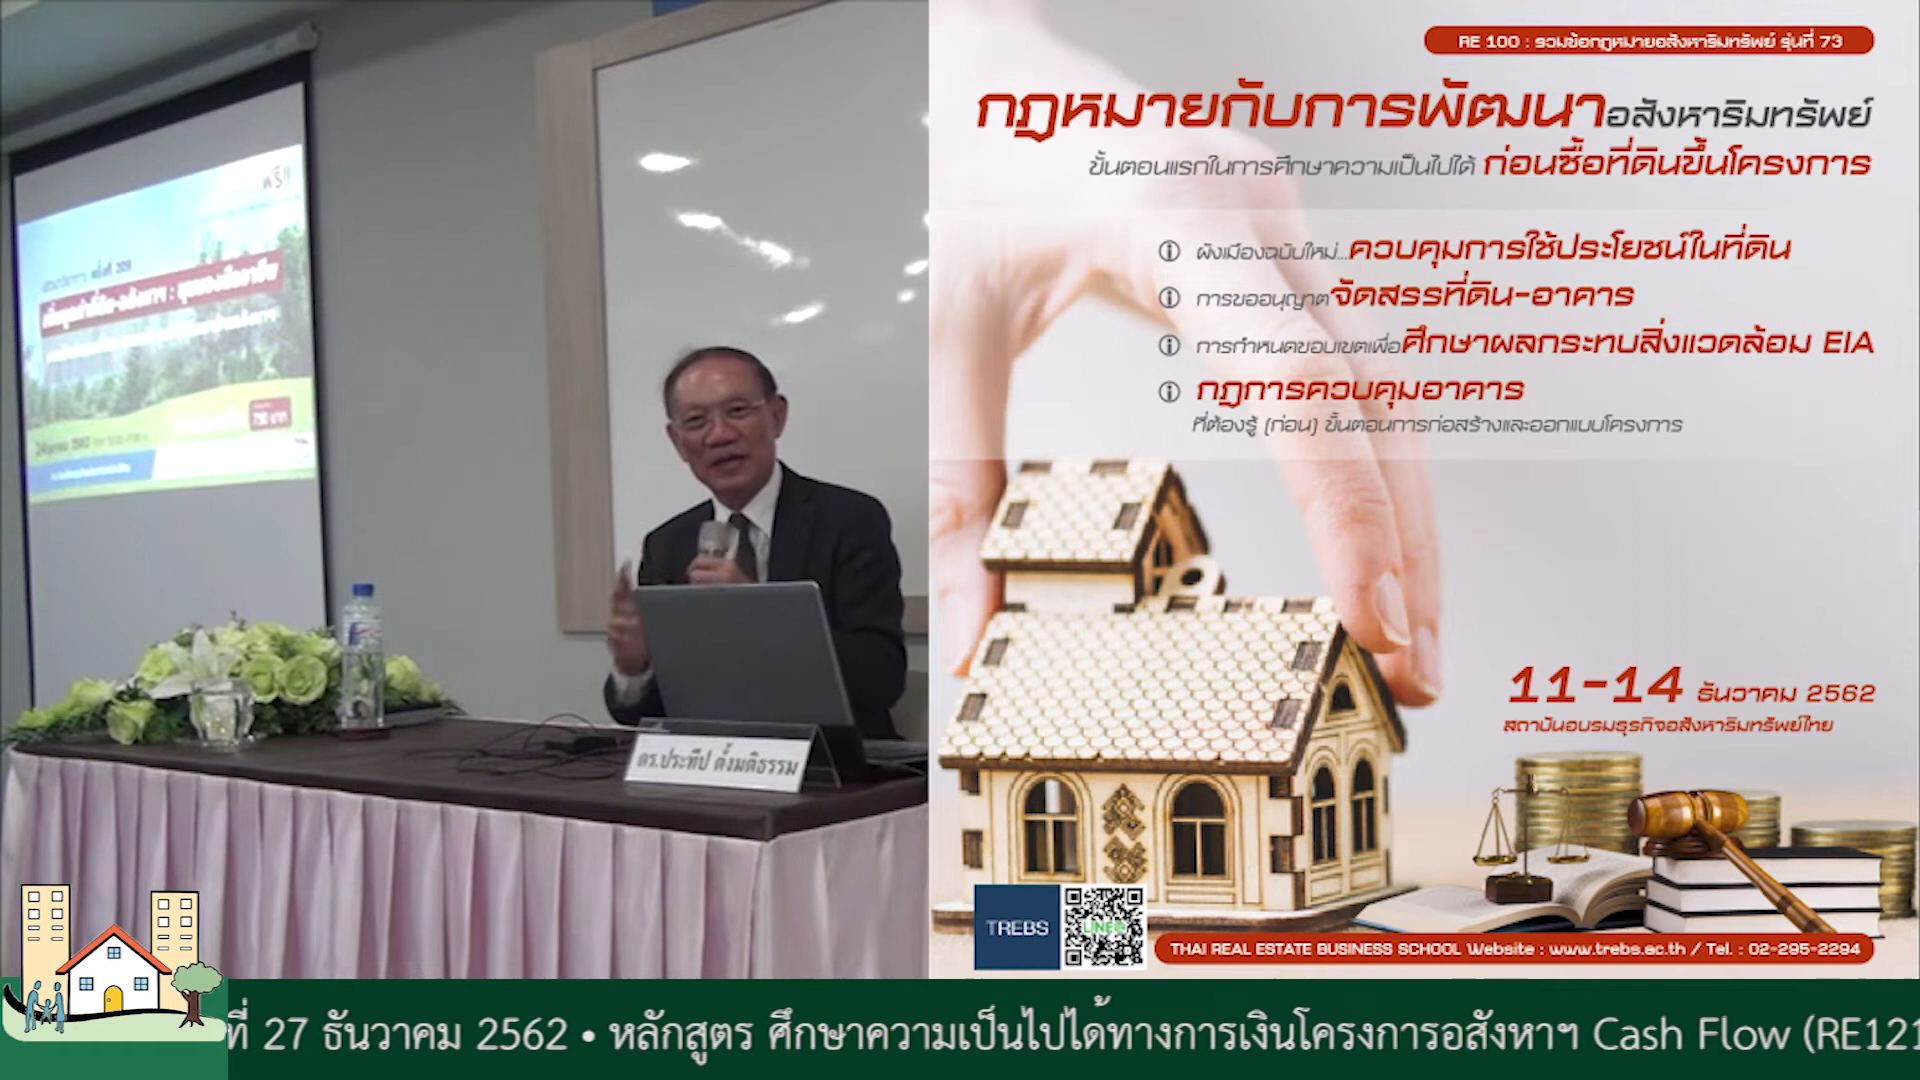 RE 100 : รวมข้อกฎหมายอสังหาริมทรัพย์ รุ่นที่ 73
กฎหมายกับการพัฒนาอสังหาริมทรัพย์
ขั้นตอนแรกในการศึกษาความเป็นไปได้ ก่อนซื้อที่ดินขึ้นโครงการ
ผังเมืองฉบับใหม่...ควบคุมการใช้ประโยชน์ในที่ดิน
การขออนุญาตจัดสรรที่ดิน-อาคาร
การกำหนดขอบเขตเพื่อศึกษาผลกระทบสิ่งแวดล้อม EIA
กฎการควบคุมอาคาร
ที่ต้องรู้ (ก่อน) ขั้นตอนการก่อสร้างและออกแบบโครงการ
11-14 ธันวาคม 2562
สถาบันอบรมธุรกิจอสังหาริมทรัพย์ไทย
TREBS
LINE@
THAI REAL ESTATE BUSINESS SCHOOL Website : www.trebs.ac.th / Tel. : 02-295-2294
ฟรี!!
ดร.ประทีป ตั้งมติธรรม
ที่ 27 ธันวาคม 2562 • หลักสูตร ศึกษาความเป็นไปได้ทางการเงินโครงการอสังหาฯ Cash Flow (RE121